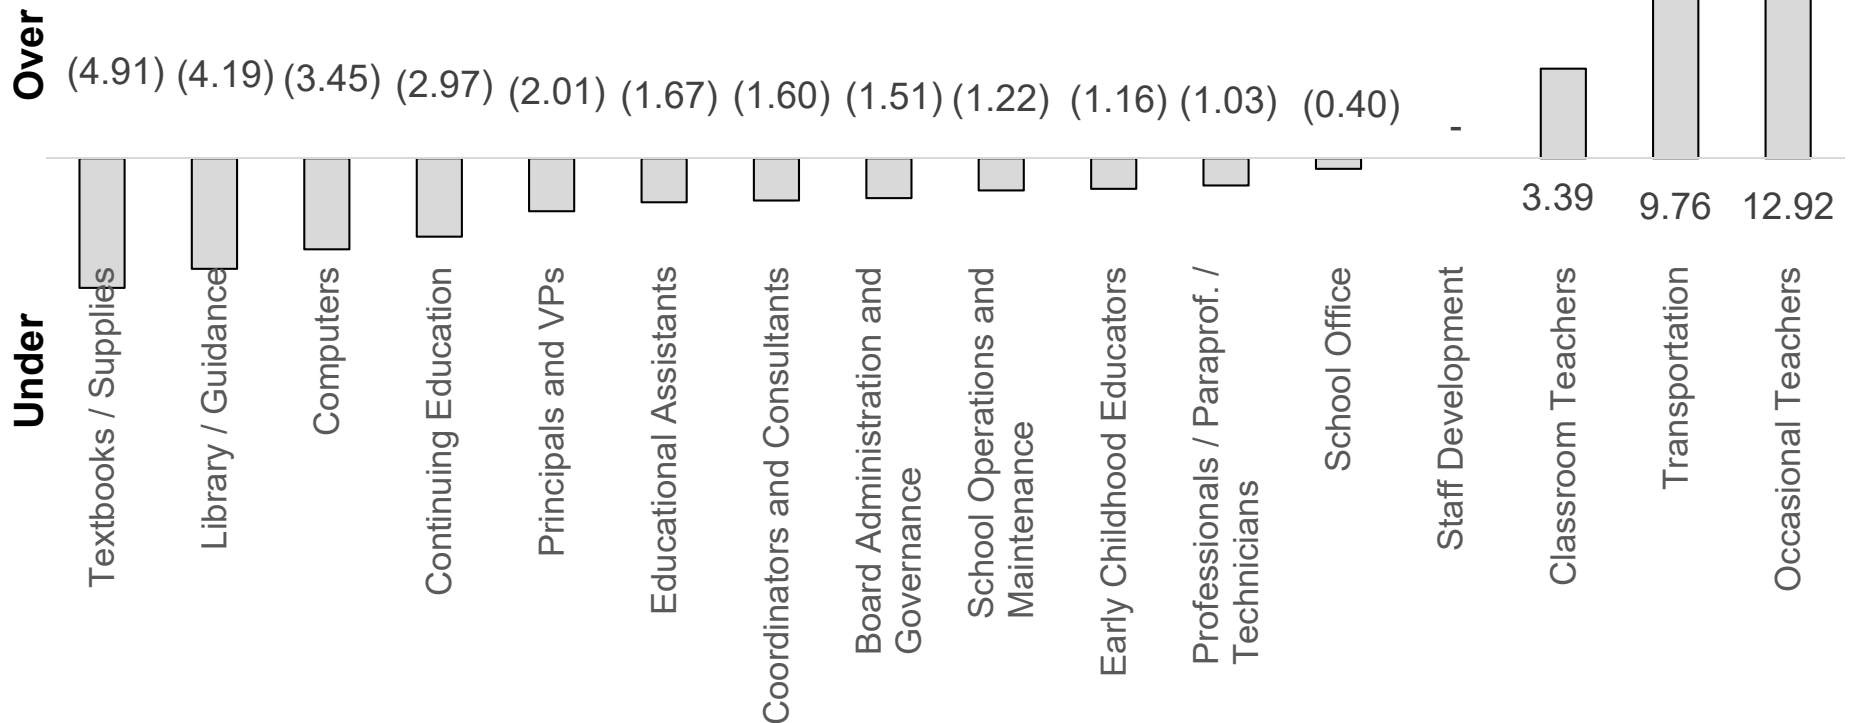 Over
(4.91)
(4.19)
(3.45)
(2.97)
(2.01)
(1.67)
(1.60)
(1.51)
(1.22)
(1.16)
(1.03)
(0.40)
-
3.39
9.76
12.92
Under
Textbooks / Supplies
Library / Guidance
Computers
Continuing Education
Principals and VPs
Educational Assistants
Coordinators and Consultants
Board Administration and
Governance
School Operations and
Maintenance
Early Childhood Educators
Professionals / Paraprof. /
Technicians
School Office
Staff Development
Classroom Teachers
Transportation
Occasional Teachers